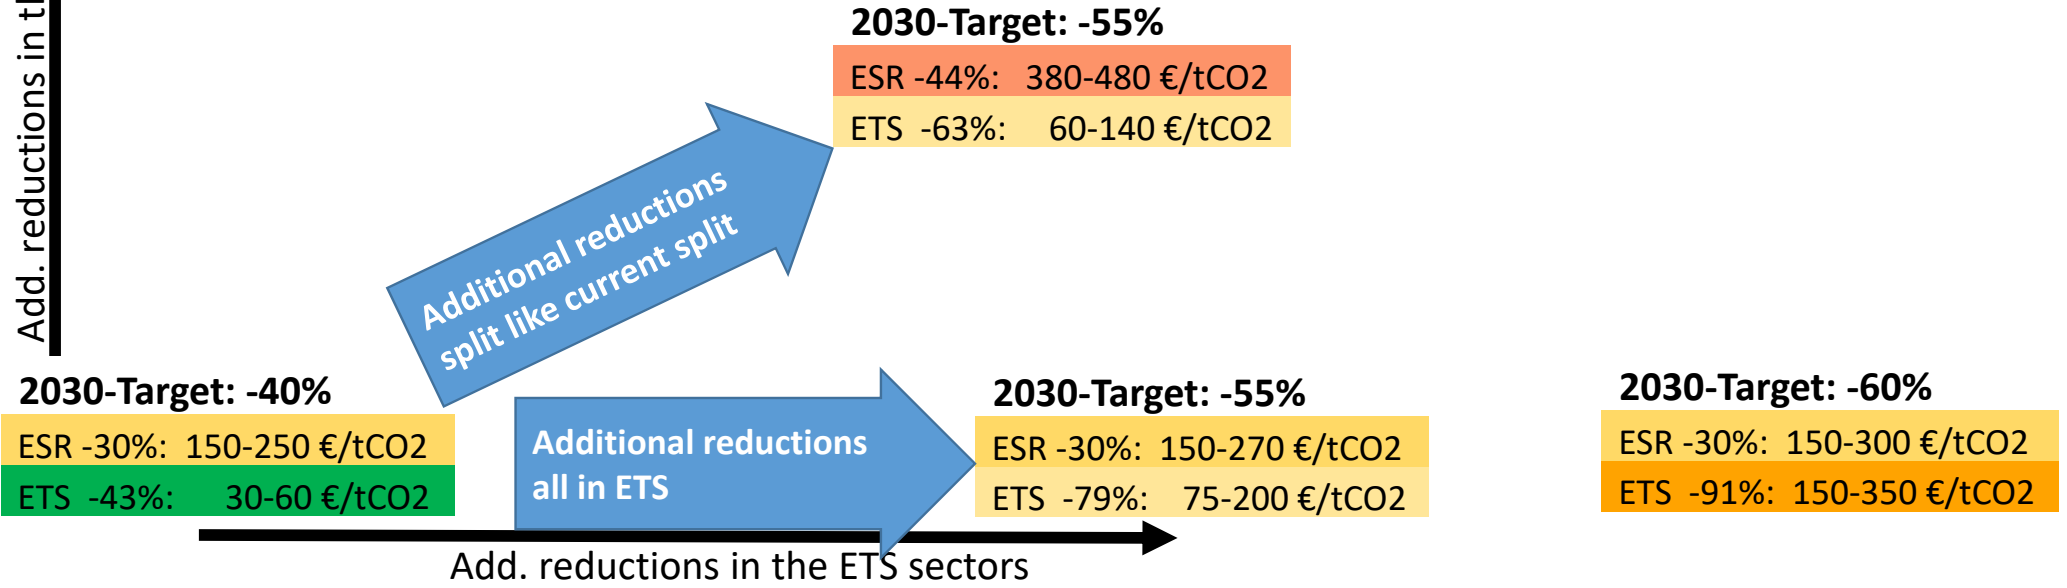 Add. reductions in
2030-Target: -55%
ESR -44%: 380-480 €/tCO2
ETS -63%: 60-140 €/tCO2
Additional reductions
split like current split
2030-Target: -40%
ESR -30%: 150-250 €/tCO2
ETS -43%: 30-60 €/tCO2
Additional reductions
all in ETS
2030-Target: -55%
ESR -30%: 150-270 €/tCO2
ETS -79%: 75-200 €/tCO2
2030-Target: -60%
ESR -30%: 150-300 €/tCO2
ETS -91%: 150-350 €/tCO2
Add. reductions in the ETS sectors